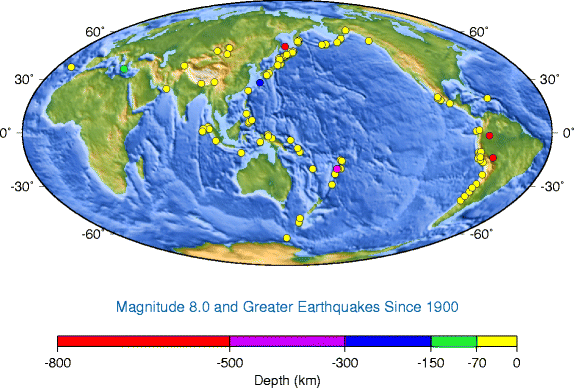 60° 60°
30° 30°
0° 0°
-30° -30°
-60° -60°
Magnitude 8.0 and Greater Earthquakes Since 1900
-800 -500 -300 -150 -70 0
Depth (km)